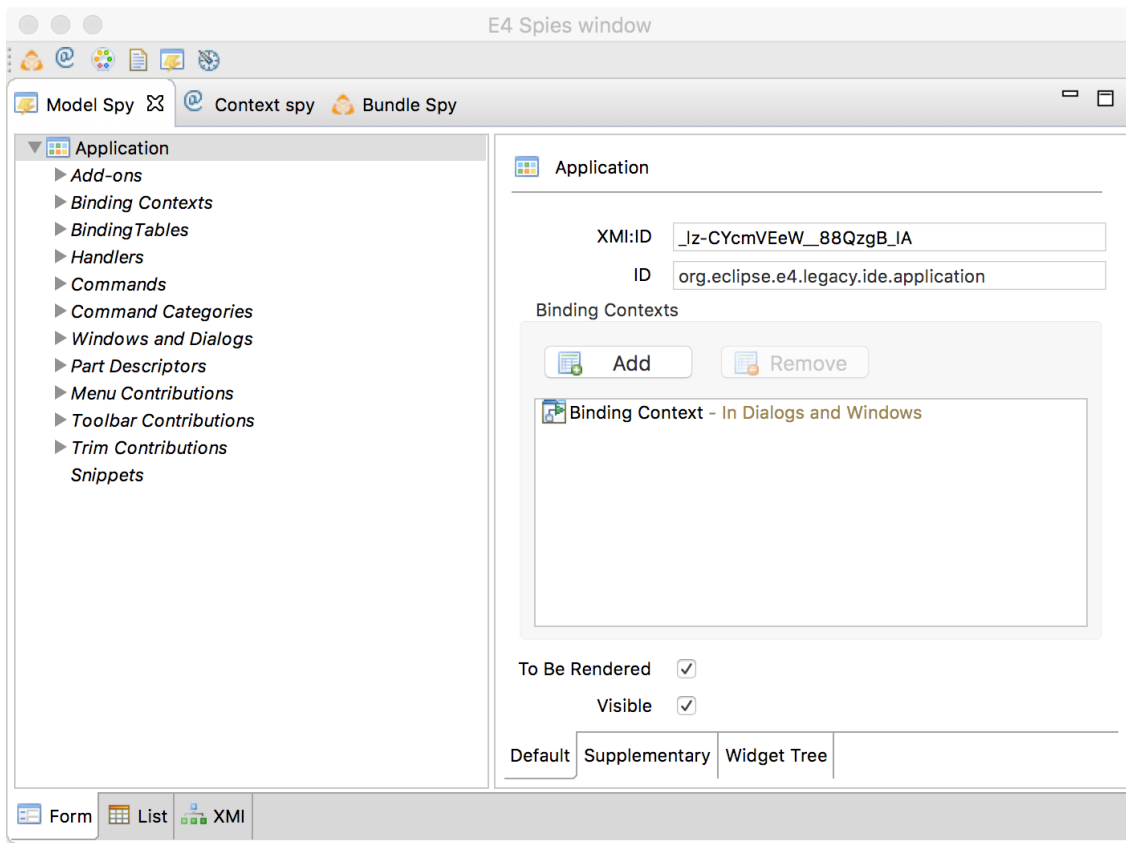 E4 Spies window
Model Spy
Context spy
Bundle Spy
Application
Add-ons
Binding Contexts
BindingTables
Handlers
Commands
Command Categories
Windows and Dialogs
Part Descriptors
Menu Contributions
Toolbar Contributions
Trim Contributions
Snippets
Application
XMI:ID _lz-CYcmVEeW__88QzgB_lA
ID org.eclipse.e4.legacy.ide.application
Binding Contexts
Add Remove
Binding Context - In Dialogs and Windows
To Be Rendered
Visible
Default Supplementary Widget Tree
Form List XMI